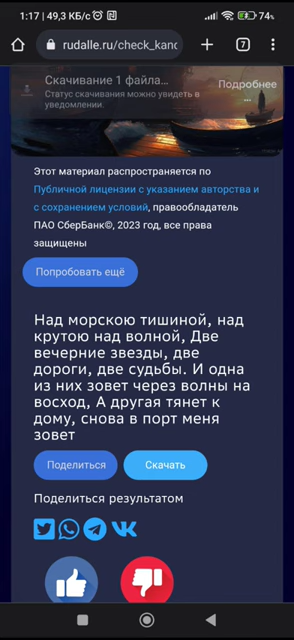 1:17 | 49,3 КБ/с
74%
rudalle.ru/check_kanc
7
Скачивание 1 файла...
Подробнее
Статус скачивания можно увидеть в
уведомлении.
...
Этот материал распространяется по
Публичной лицензии с указанием авторства и
с сохранением условий, правообладатель
ПАО СберБанк©, 2023 год, все права
защищены
Попробовать ещё
Над морскою тишиной, над
крутою над волной, Две
вечерние звезды, две
дороги, две судьбы. И одна
из них зовет через волны на
восход, А другая тянет к
дому, снова в порт меня
зовет
Поделиться
Скачать
Поделиться результатом